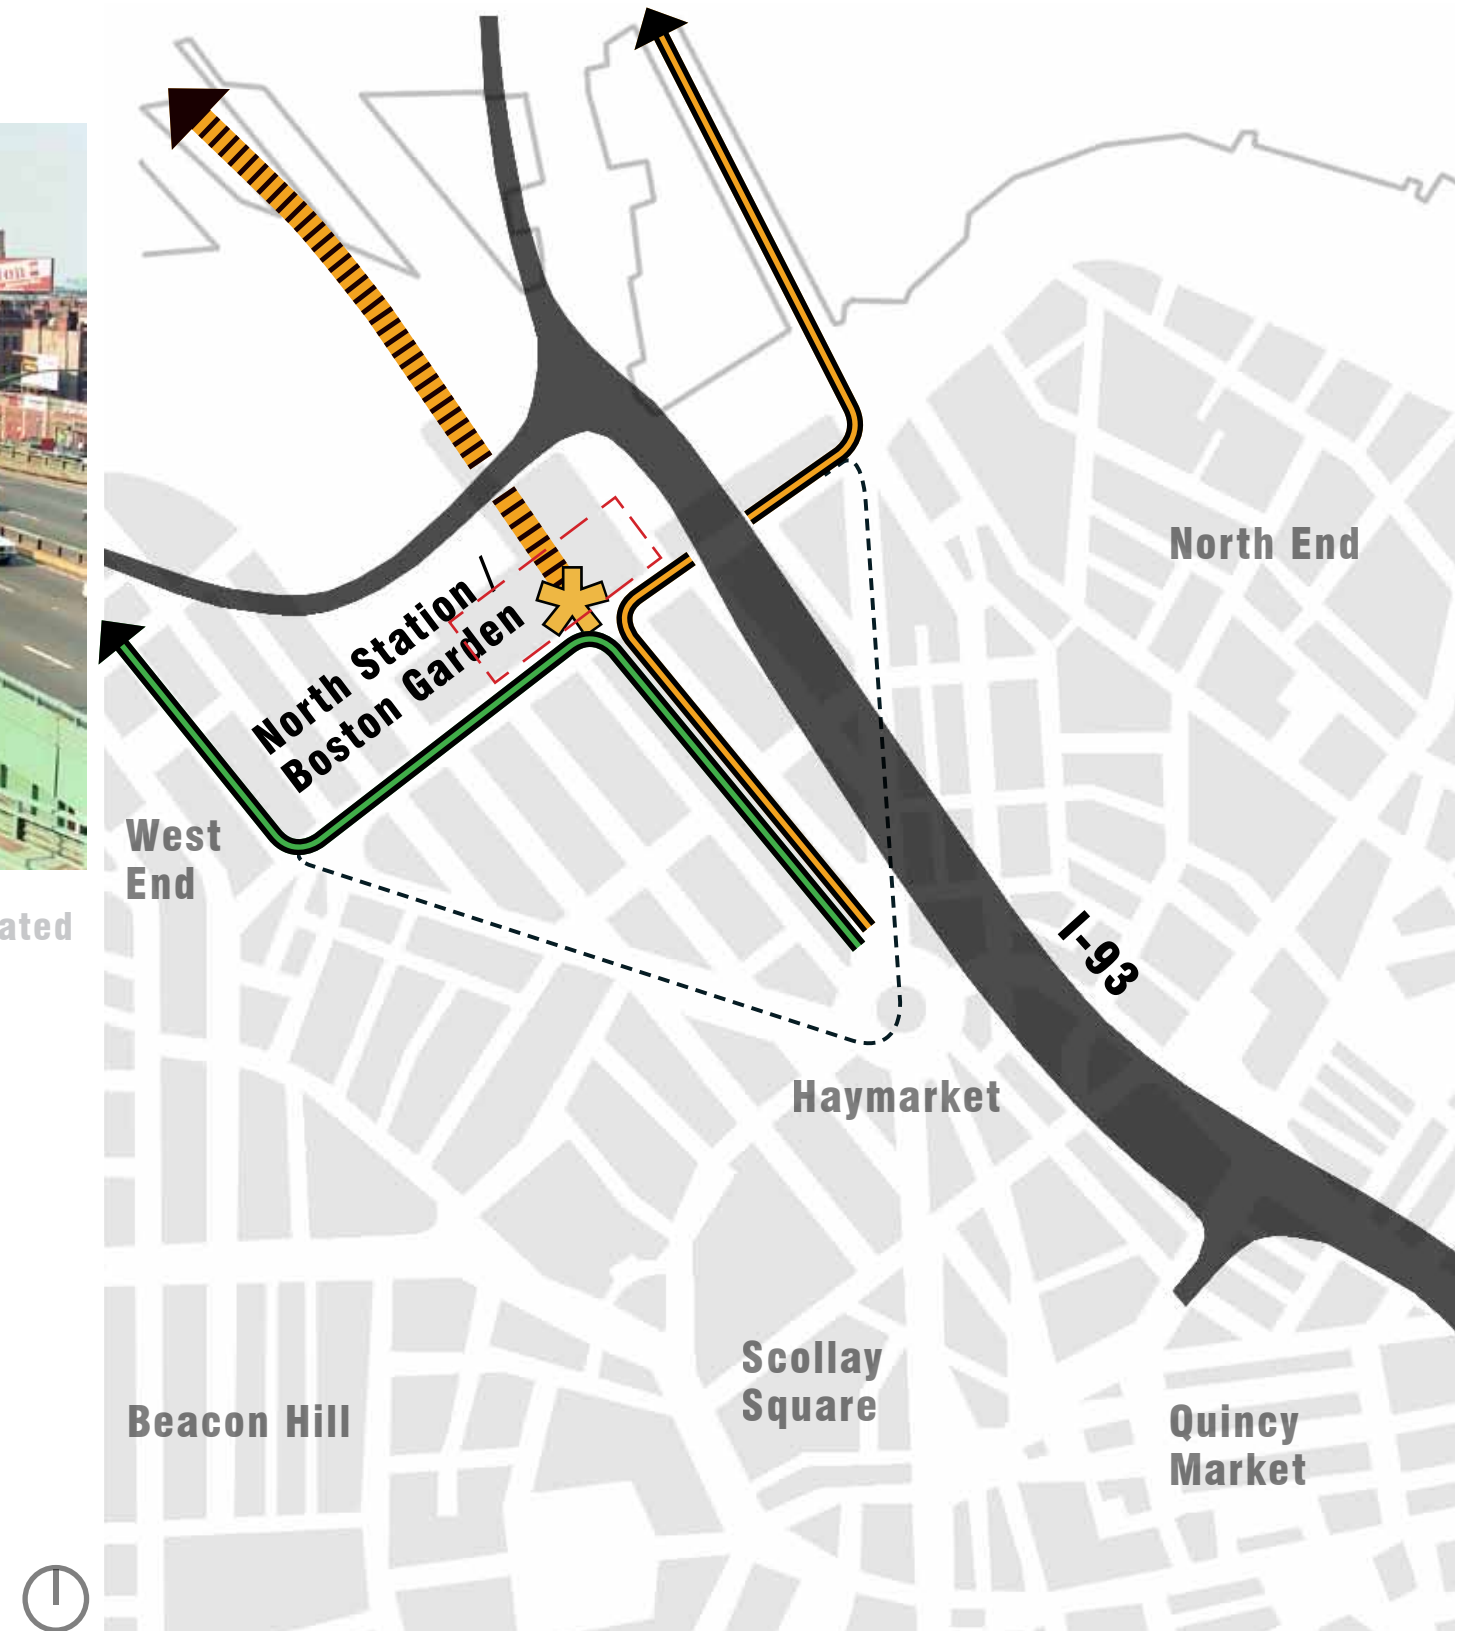 North Station /
Boston Garden
North End
West
End
ated
I-93
Haymarket
Scollay
Square
Beacon Hill
Quincy
Market